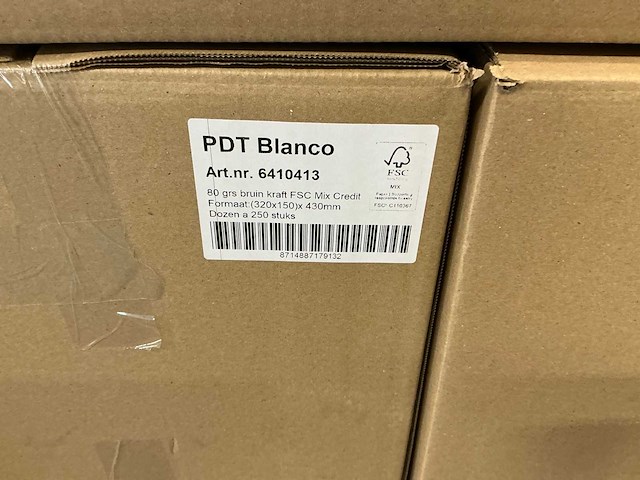 PDT Blanco
Art.nr. 6410413
80 grs bruin kraft FSC Mix Credit
Formaat:(320x150)x 430mm
Dozen a 250 stuks
8714887179132
FSC
MIX